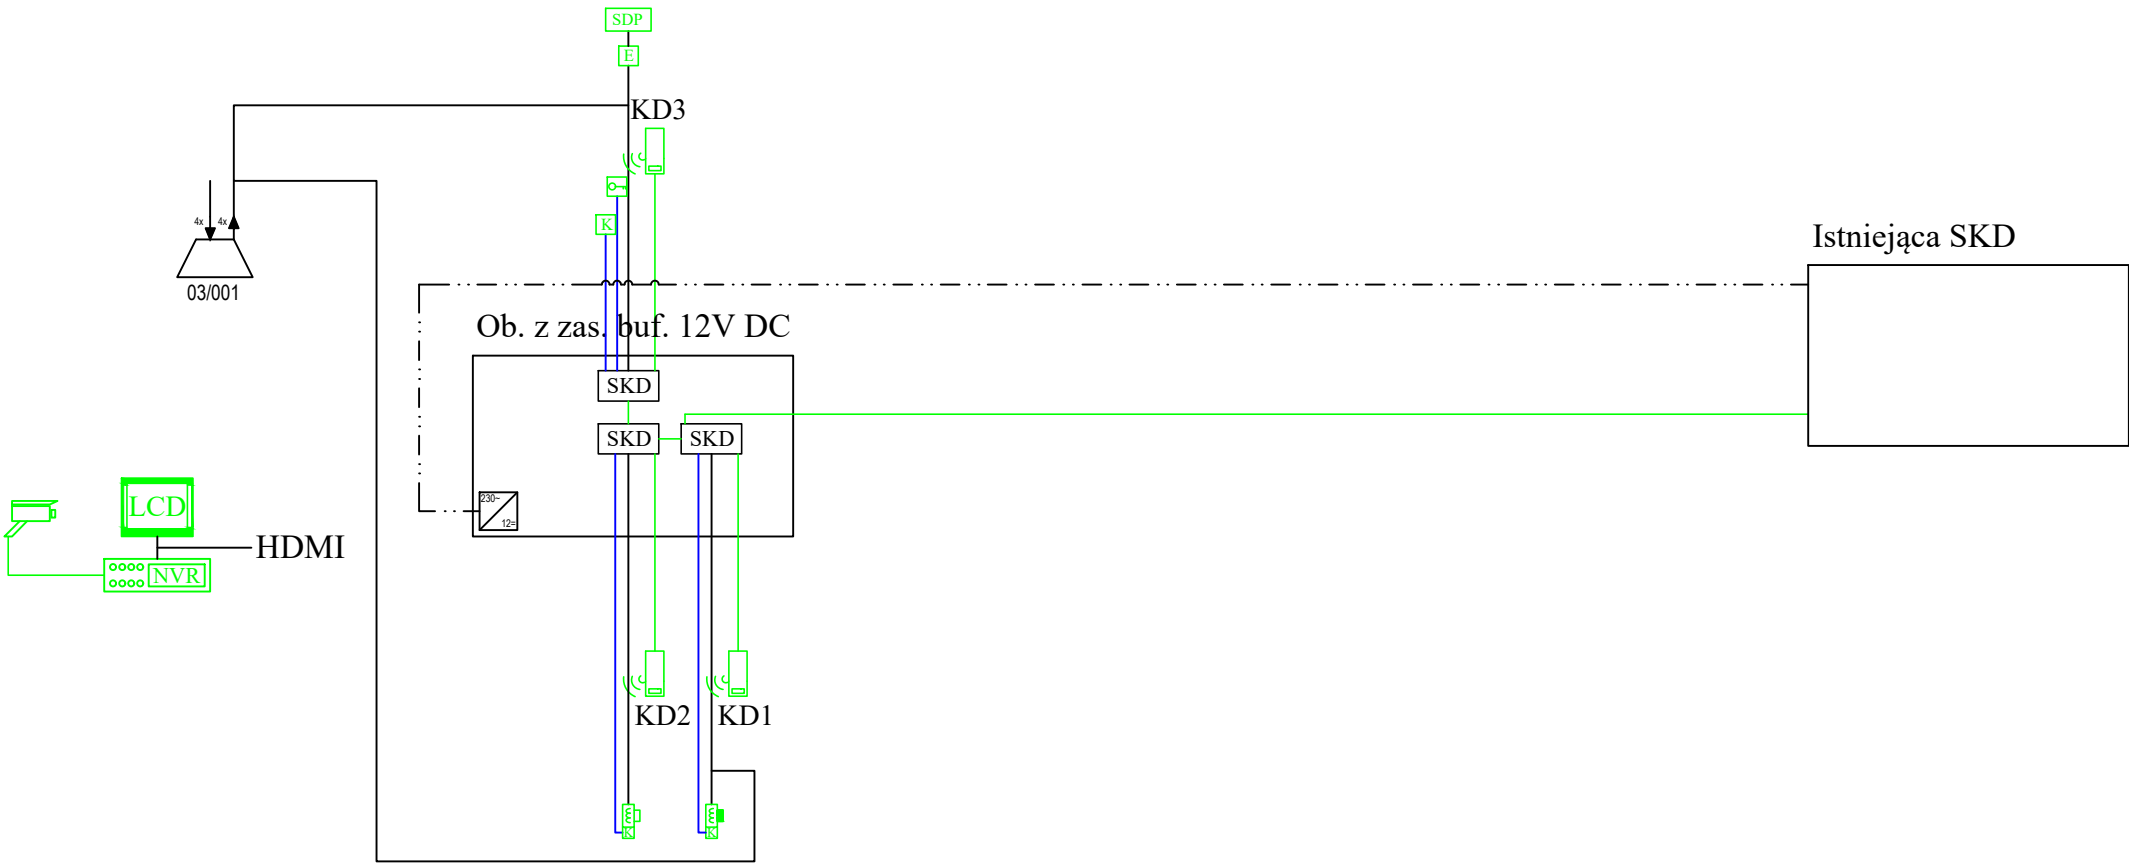 SDP
E
KD3
K
4x 4x
03/001
Istniejąca SKD
Ob. z zas. buf. 12V DC
SKD
SKD SKD
230~
12=
LCD
HDMI
NVR
KD2 KD1
K K